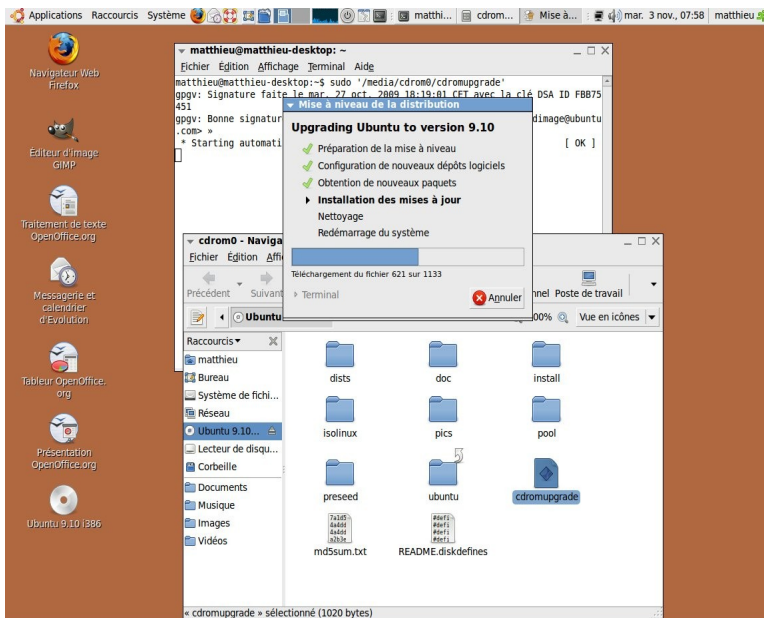 Applications Raccourcis Système matthi... cdrom... Mise à... mar. 3 nov., 07:58 matthieu
Navigateur Web
Firefox
Éditeur d'image
GIMP
Traitement de texte
OpenOffice.org
Messagerie et
calendrier
d'Evolution
Tableur OpenOffice.
org
Présentation
OpenOffice.org
Ubuntu 9.10 i386
matthieu@matthieu-desktop: ~
Fichier Édition Affichage Terminal Aide
matthieu@matthieu-desktop:~$ sudo '/media/cdrom0/cdromupgrade'
gpgv: Signature faite le mar. 27 oct. 2009 18:19:01 CET avec la clé DSA ID FBB75
451
gpgv: Bonne signatur dimage@ubuntu
.com> »
* Starting automati [ OK ]
Mise à niveau de la distribution
Upgrading Ubuntu to version 9.10
Préparation de la mise à niveau
Configuration de nouveaux dépôts logiciels
Obtention de nouveaux paquets
Installation des mises à jour
Nettoyage
Redémarrage du système
Téléchargement du fichier 621 sur 1133
Terminal
Annuler
cdrom0 - Naviga
Fichier Édition Affi
Précédent Suivant nnel Poste de travail
Ubuntu 00% Vue en icônes
Raccourcis
matthieu
Bureau
Système de fichi...
Réseau
Ubuntu 9.10...
Lecteur de disqu...
Corbeille
Documents
Musique
Images
Vidéos
dists doc install
isolinux pics pool
preseed ubuntu cdromupgrade
7a1d5
4a4dd
4a4dd
a2b3e
#defi
#defi
#defi
#defi
md5sum.txt README.diskdefines
« cdromupgrade » sélectionné (1020 bytes)